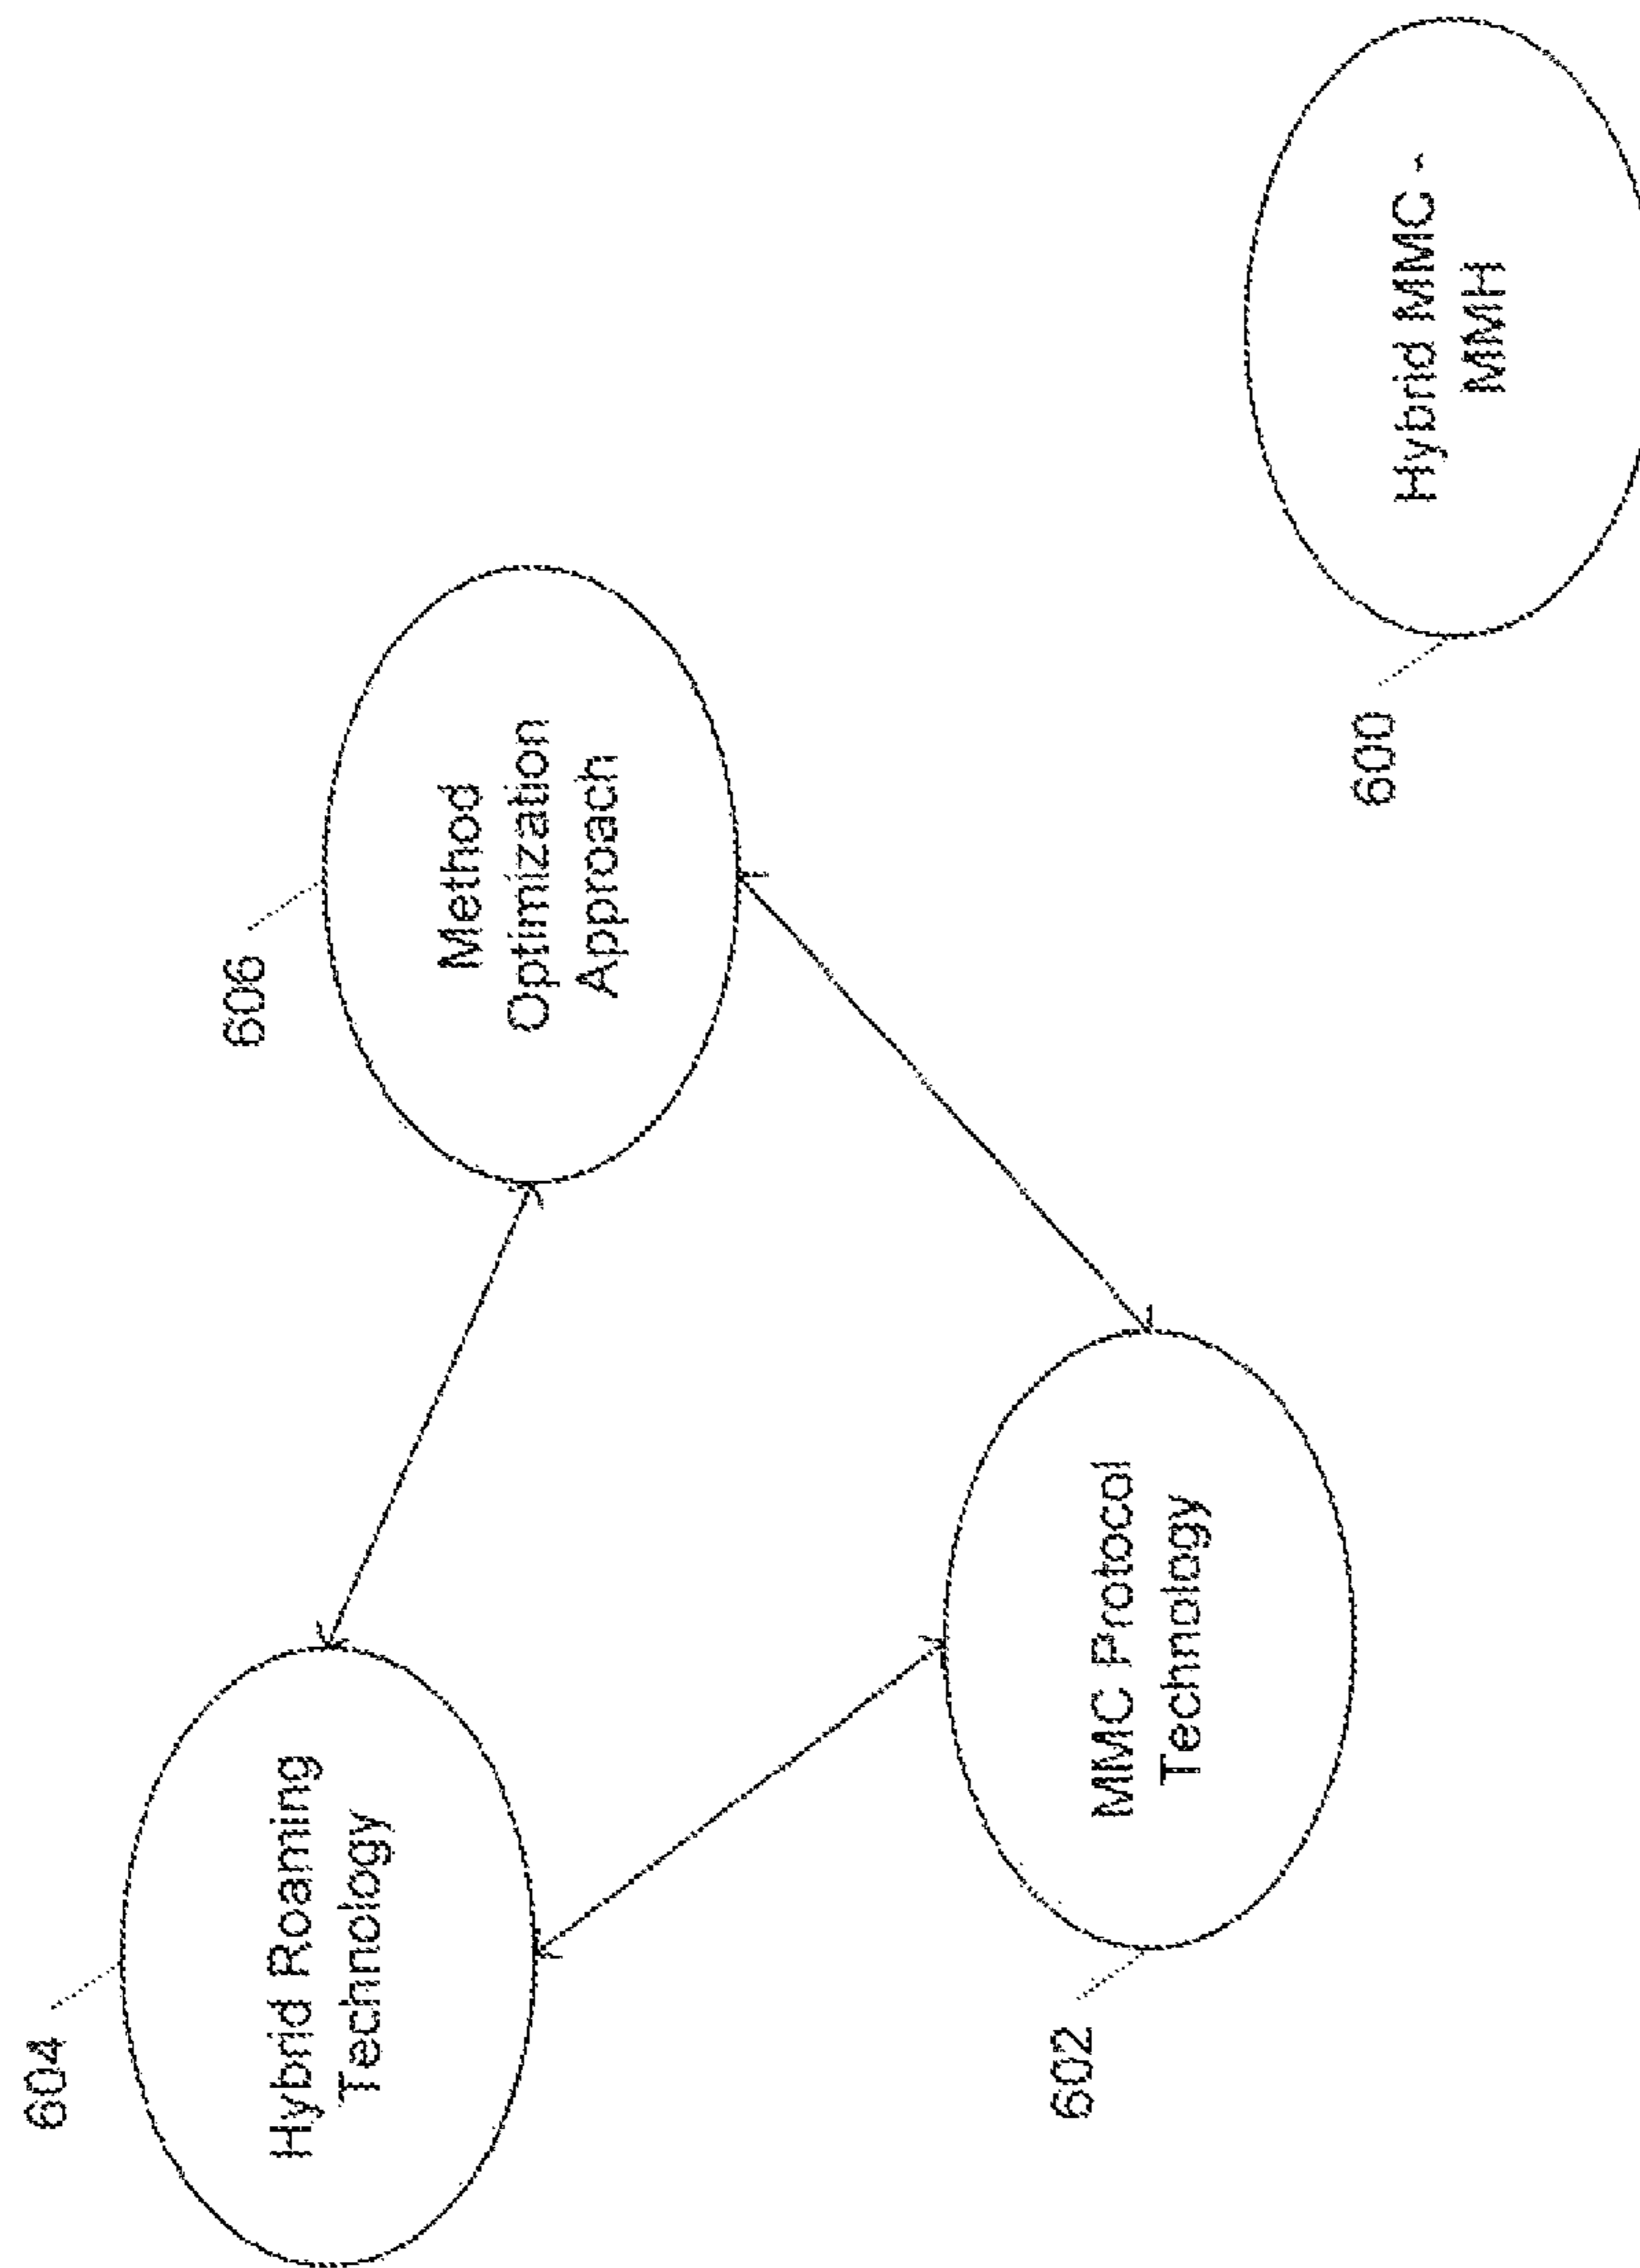 604
Hybrid Roaming
Technology
606
Method
Optimization
Approach
602
MMC Protocol
Technology
600
Hybrid MMC -
MMH